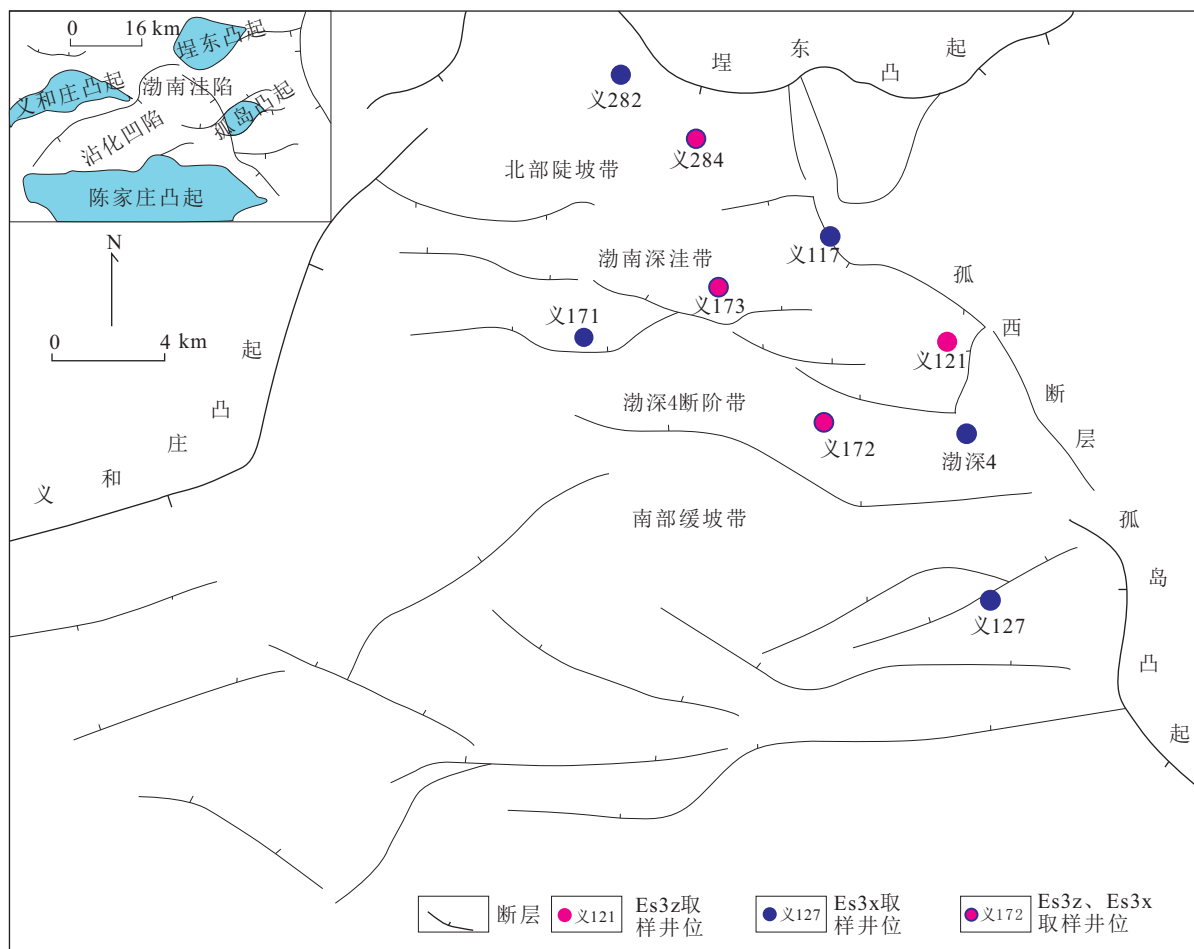 0 16 km
埕东凸起
义和庄凸起
渤南洼陷
孤岛凸起
沾化凹陷
陈家庄凸起
N
0 4 km
埕东凸起
义282
义284
北部陡坡带
义117
渤南深洼带
义173
义171
孤西断层
义121
渤深4断阶带
义172
渤深4
义和庄凸起
南部缓坡带
孤岛凸起
义127
断层
义121
Es3z取
样井位
义127
Es3x取
样井位
义172
Es3z、Es3x
取样井位